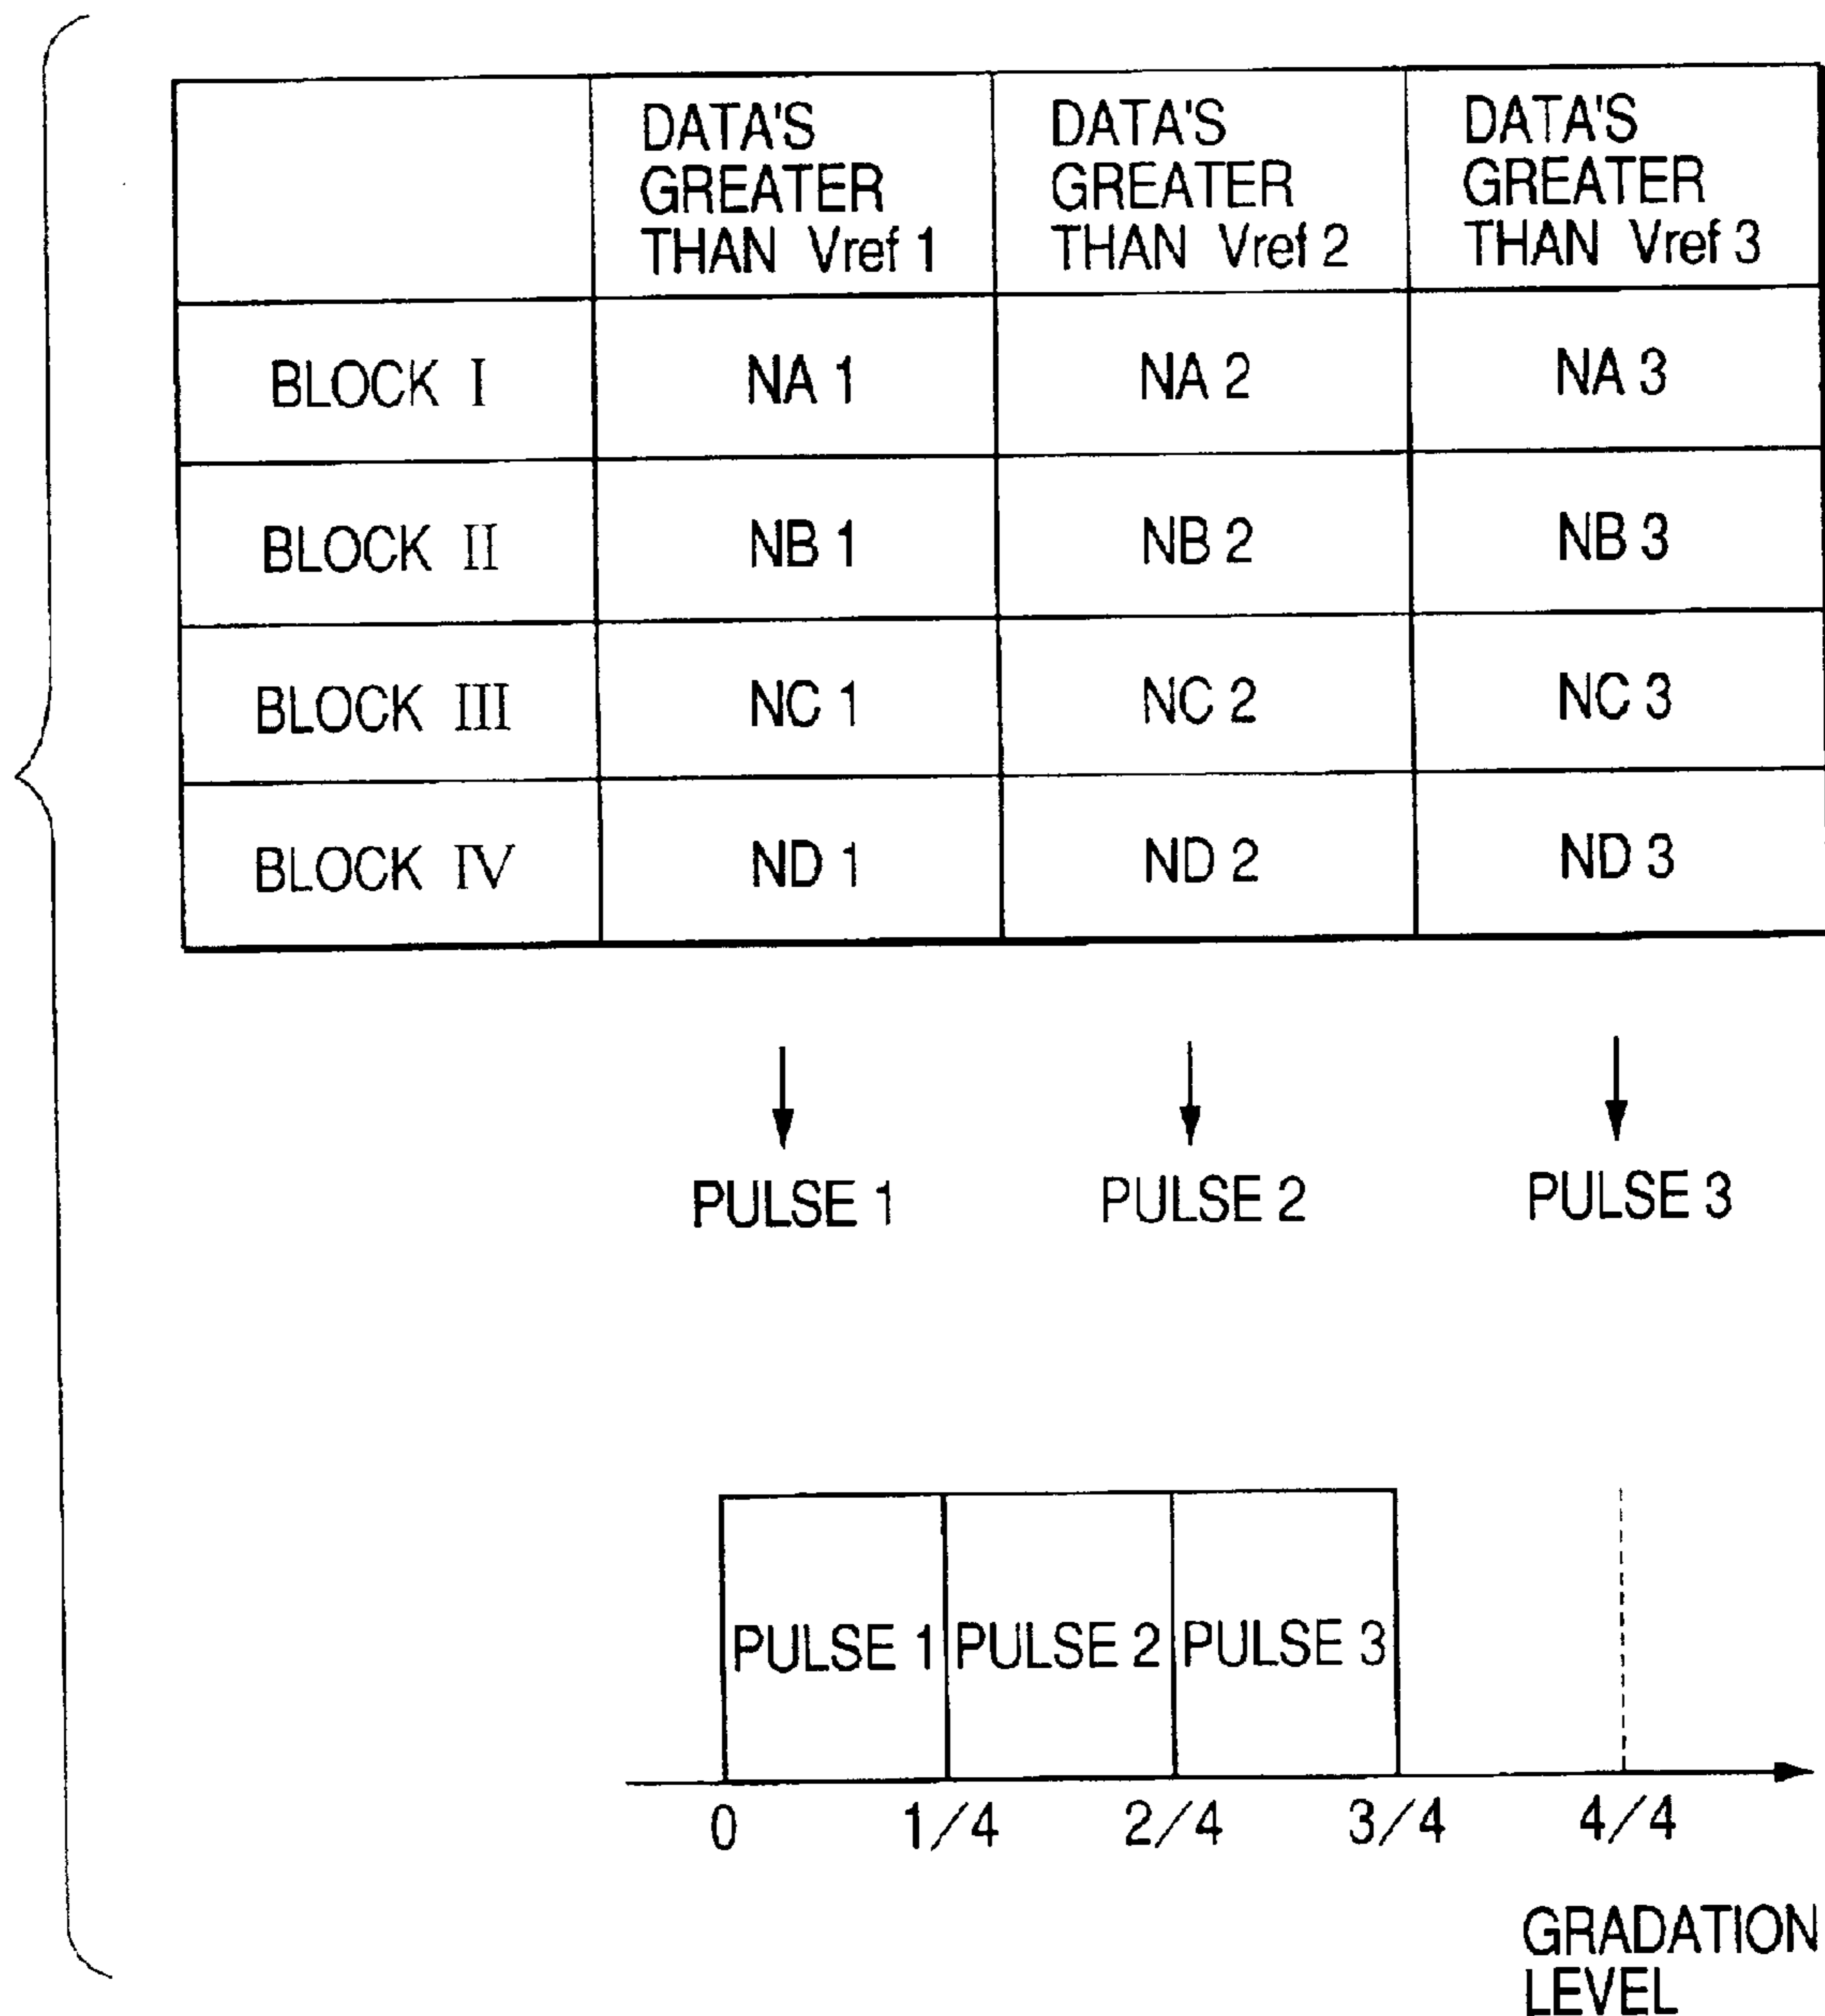 DATA'S GREATER THAN Vref 1
DATA'S GREATER THAN Vref 2
DATA'S GREATER THAN Vref 3
BLOCK I NA 1 NA 2 NA 3
BLOCK II NB 1 NB 2 NB 3
BLOCK III NC 1 NC 2 NC 3
BLOCK IV ND 1 ND 2 ND 3
PULSE 1 PULSE 2 PULSE 3
PULSE 1 PULSE 2 PULSE 3
0 1/4 2/4 3/4 4/4
GRADATION
LEVEL